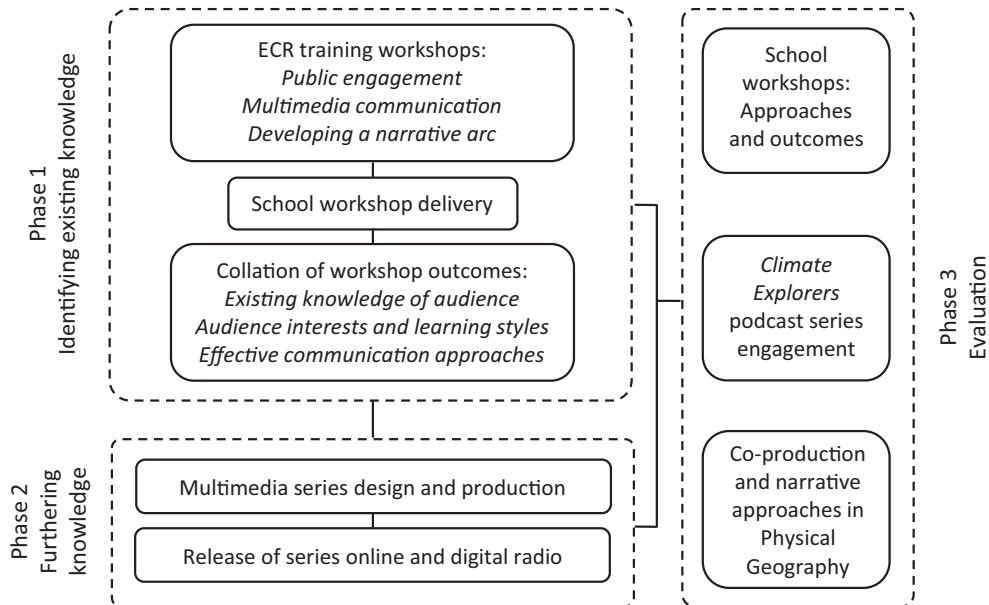 Phase 1
Identifying existing knowledge
ECR training workshops:
Public engagement
Multimedia communication
Developing a narrative arc
School workshop delivery
Collation of workshop outcomes:
Existing knowledge of audience
Audience interests and learning styles
Effective communication approaches
Phase 2
Furthering
knowledge
Multimedia series design and production
Release of series online and digital radio
School
workshops:
Approaches
and outcomes
Climate
Explorers
podcast series
engagement
Co-production
and narrative
approaches in
Physical
Geography
Phase 3
Evaluation